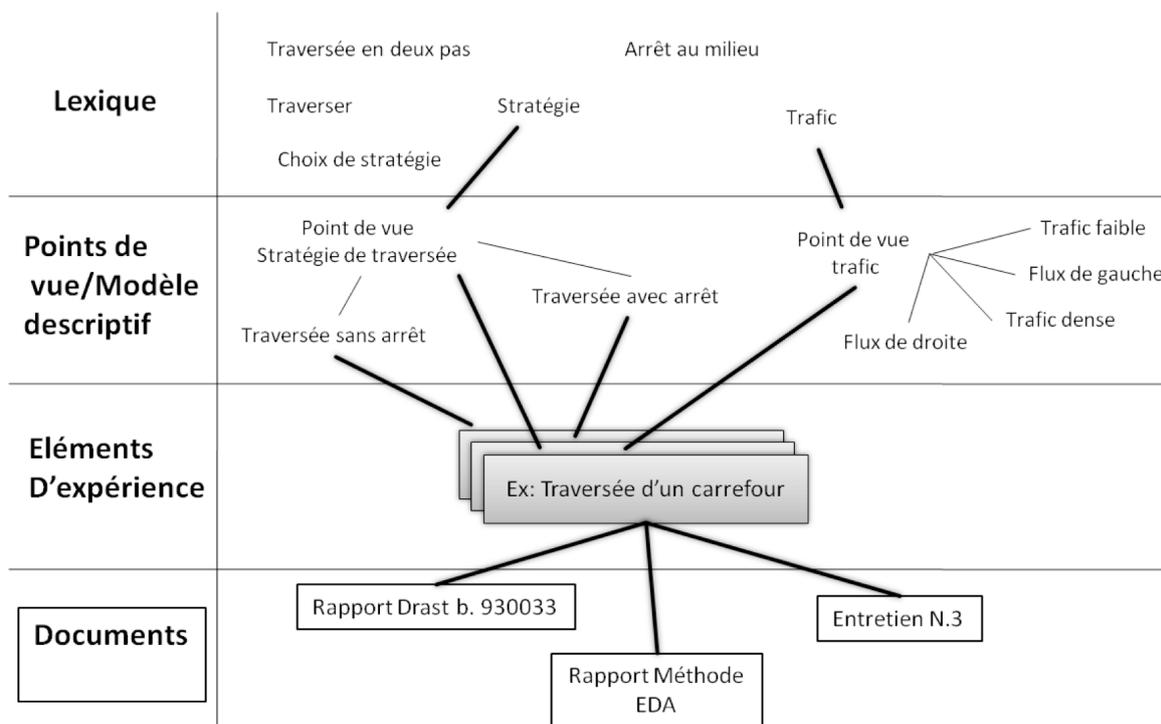 Traversée en deux pas
Arrêt au milieu
Lexique
Traverser
Stratégie
Trafic
Choix de stratégie
Points de
vue/Modèle
descriptif
Point de vue
Stratégie de traversée
Traversée avec arrêt
Traversée sans arrêt
Point de vue
trafic
Trafic faible
Flux de gauche
Trafic dense
Flux de droite
Eléments
D'expérience
Ex: Traversée d'un carrefour
Documents
Rapport Drast b. 930033
Entretien N.3
Rapport Méthode
EDA